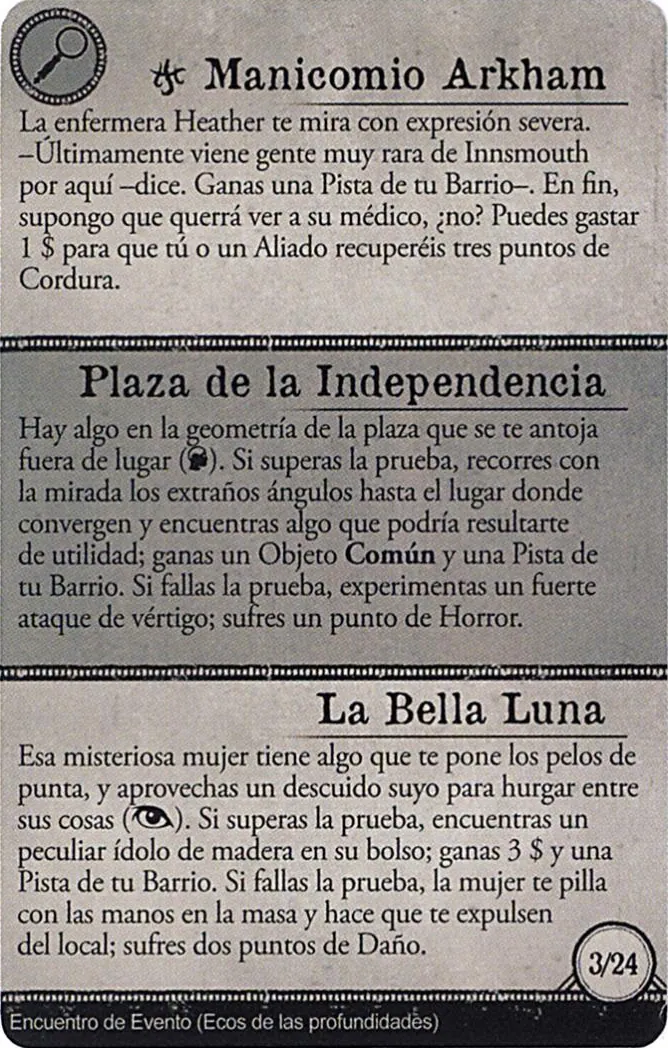 Manicomio Arkham
La enfermera Heather te mira con expresión severa.
–Últimamente viene gente muy rara de Innsmouth
por aquí –dice. Ganas una Pista de tu Barrio–. En fin,
supongo que querrá ver a su médico, ¿no? Puedes gastar
1 $ para que tú o un Aliado recuperéis tres puntos de
Cordura.
Plaza de la Independencia
Hay algo en la geometría de la plaza que se te antoja
fuera de lugar (). Si superas la prueba, recorres con
la mirada los extraños ángulos hasta el lugar donde
convergen y encuentras algo que podría resultarte
de utilidad; ganas un Objeto Común y una Pista de
tu Barrio. Si fallas la prueba, experimentas un fuerte
ataque de vértigo; sufres un punto de Horror.
La Bella Luna
Esa misteriosa mujer tiene algo que te pone los pelos de
punta, y aprovechas un descuido suyo para hurgar entre
sus cosas (). Si superas la prueba, encuentras un
peculiar ídolo de madera en su bolso; ganas 3 $ y una
Pista de tu Barrio. Si fallas la prueba, la mujer te pilla
con las manos en la masa y hace que te expulsen
del local; sufres dos puntos de Daño.
3/24
Encuentro de Evento (Ecos de las profundidades)